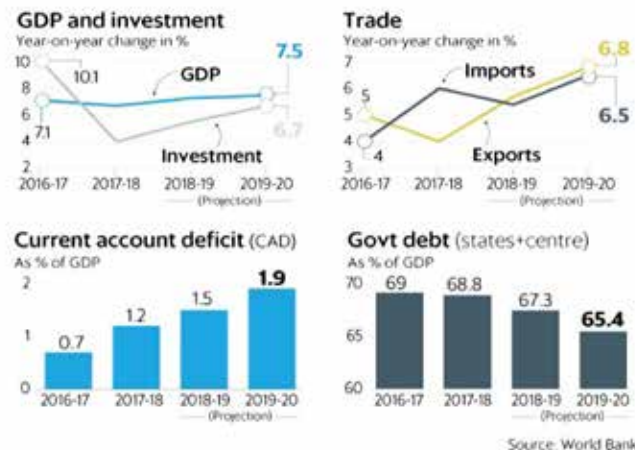 GDP and investment
Year-on-year change in %
10
8
6
4
2
10.1
7.1
GDP
Investment
7.5
6.7
2016-17 2017-18 2018-19 2019-20
(Projection)
Trade
Year-on-year change in %
7
6
5
4
3
5
4
Imports
Exports
6.8
6.5
2016-17 2017-18 2018-19 2019-20
(Projection)
Current account deficit (CAD)
As % of GDP
2
1
0
0.7
1.2
1.5
1.9
2016-17 2017-18 2018-19 2019-20
(Projection)
Govt debt (states+centre)
As % of GDP
70
65
60
69
68.8
67.3
65.4
2016-17 2017-18 2018-19 2019-20
(Projection)
Source: World Bank